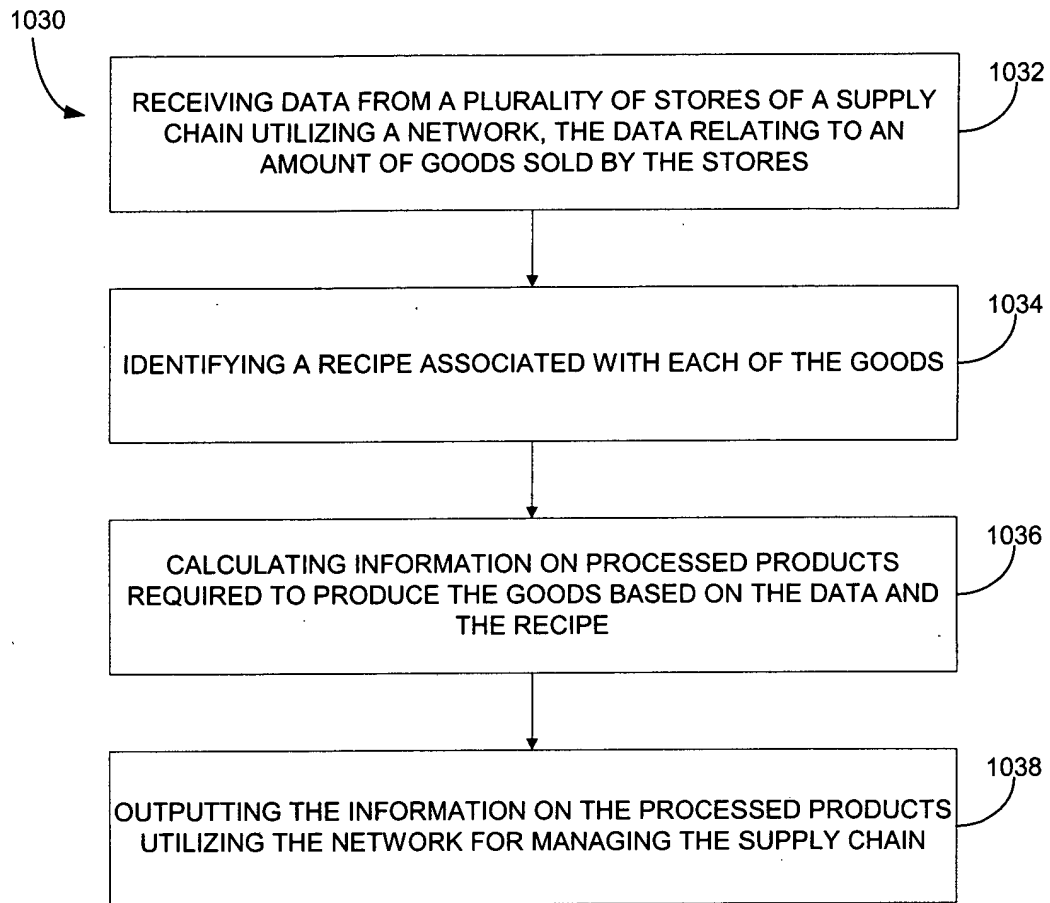 1030
1032
RECEIVING DATA FROM A PLURALITY OF STORES OF A SUPPLY
CHAIN UTILIZING A NETWORK, THE DATA RELATING TO AN
AMOUNT OF GOODS SOLD BY THE STORES
1034
IDENTIFYING A RECIPE ASSOCIATED WITH EACH OF THE GOODS
1036
CALCULATING INFORMATION ON PROCESSED PRODUCTS
REQUIRED TO PRODUCE THE GOODS BASED ON THE DATA AND
THE RECIPE
1038
OUTPUTTING THE INFORMATION ON THE PROCESSED PRODUCTS
UTILIZING THE NETWORK FOR MANAGING THE SUPPLY CHAIN